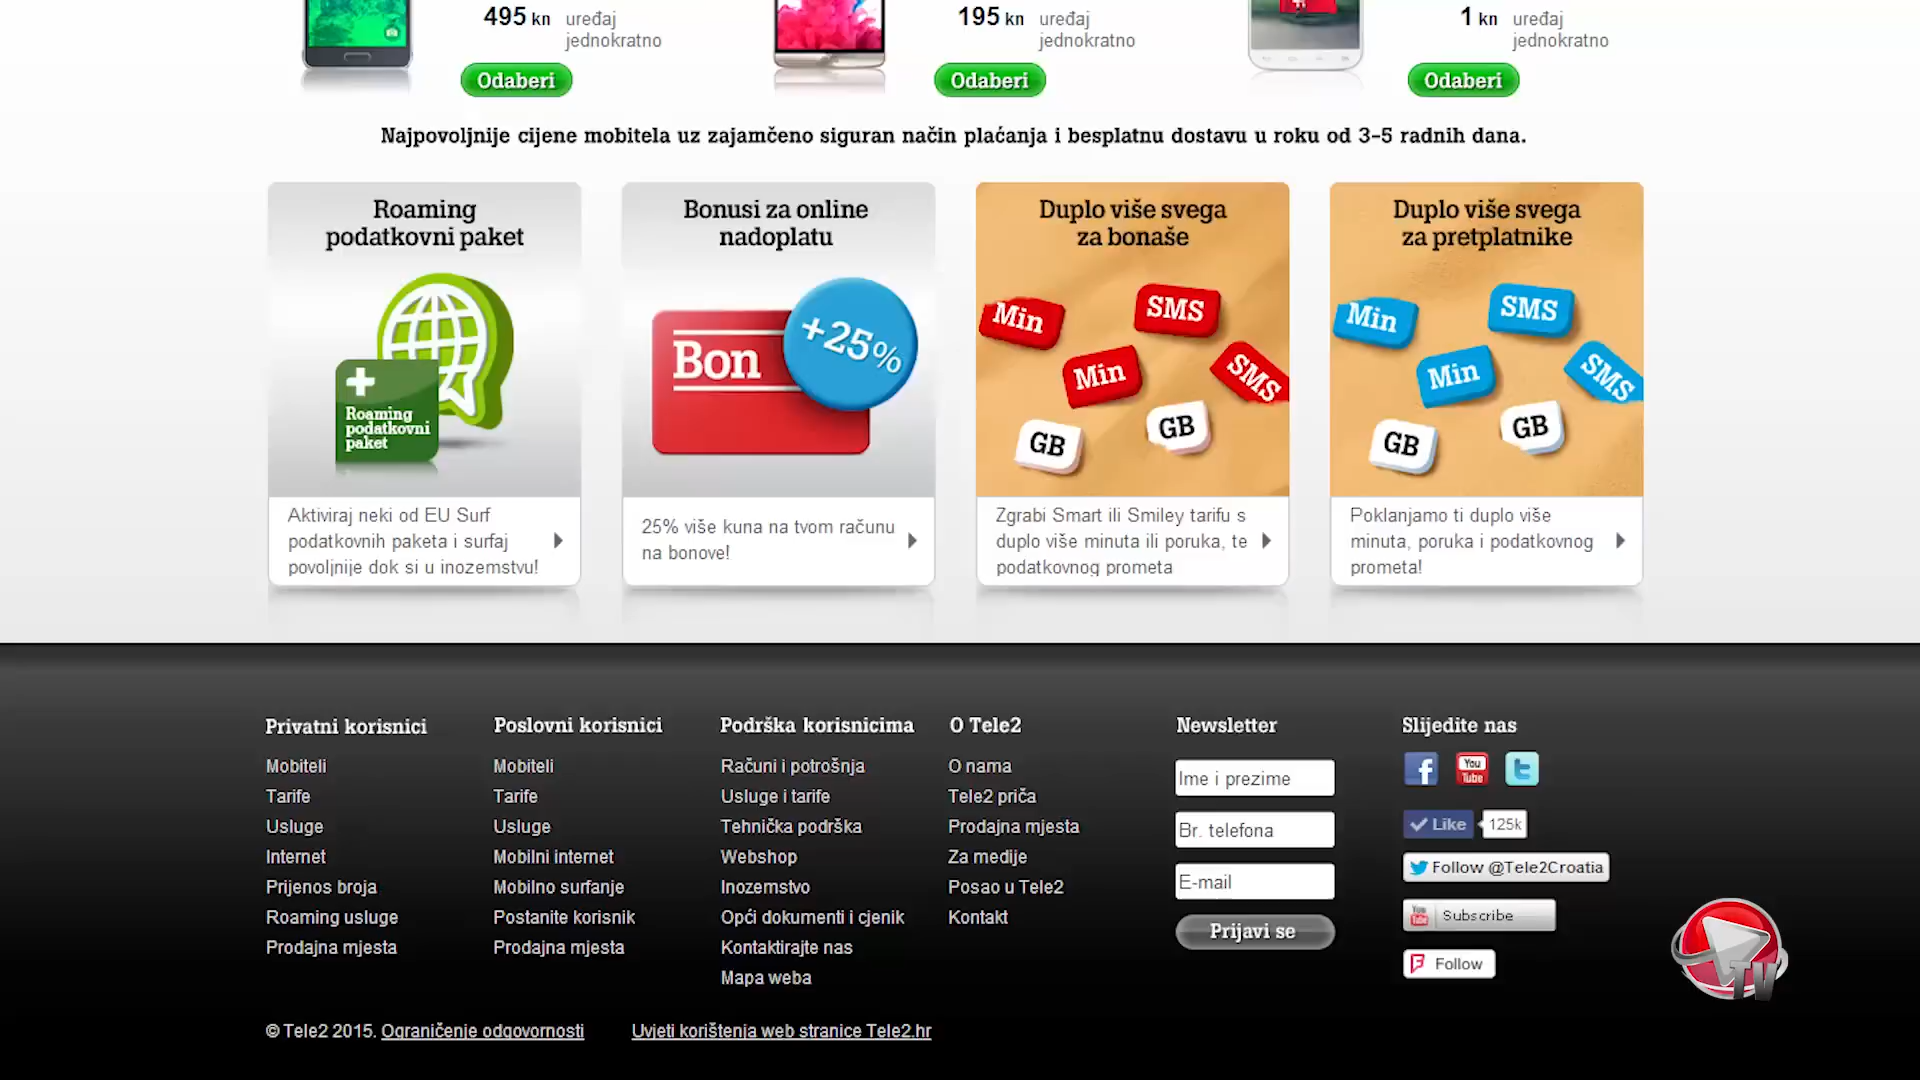 495 kn uređaj jednokratno
195 kn uređaj jednokratno
1 kn uređaj jednokratno
Odaberi
Odaberi
Odaberi
Najpovoljnije cijene mobitela uz zajamčeno siguran način plaćanja i besplatnu dostavu u roku od 3-5 radnih dana.
Roaming
podatkovni paket
Roaming
podatkovni
paket
Aktiviraj neki od EU Surf
podatkovnih paketa i surfaj
povoljnije dok si u inozemstvu!
Bonusi za online
nadoplatu
Bon
+25%
25% više kuna na tvom računu
na bonove!
Duplo više svega
za bonaše
Min
SMS
Min
SMS
GB
GB
Zgrabi Smart ili Smiley tarifu s
duplo više minuta ili poruka, te
podatkovnog prometa
Duplo više svega
za pretplatnike
Min
SMS
Min
SMS
GB
GB
Poklanjamo ti duplo više
minuta, poruka i podatkovnog
prometa!
Privatni korisnici
Mobiteli
Tarife
Usluge
Internet
Prijenos broja
Roaming usluge
Prodajna mjesta
Poslovni korisnici
Mobiteli
Tarife
Usluge
Mobilni internet
Mobilno surfanje
Postanite korisnik
Prodajna mjesta
Podrška korisnicima
Računi i potrošnja
Usluge i tarife
Tehnička podrška
Webshop
Inozemstvo
Opći dokumenti i cjenik
Kontaktirajte nas
Mapa weba
O Tele2
O nama
Tele2 priča
Prodajna mjesta
Za medije
Posao u Tele2
Kontakt
Newsletter
Ime i prezime
Br. telefona
E-mail
Prijavi se
Slijedite nas
f
You
Tube
t
Like 125k
Follow @Tele2Croatia
You
Tube
Subscribe
Follow
TV
© Tele2 2015. Ograničenje odgovornosti Uvjeti korištenja web stranice Tele2.hr